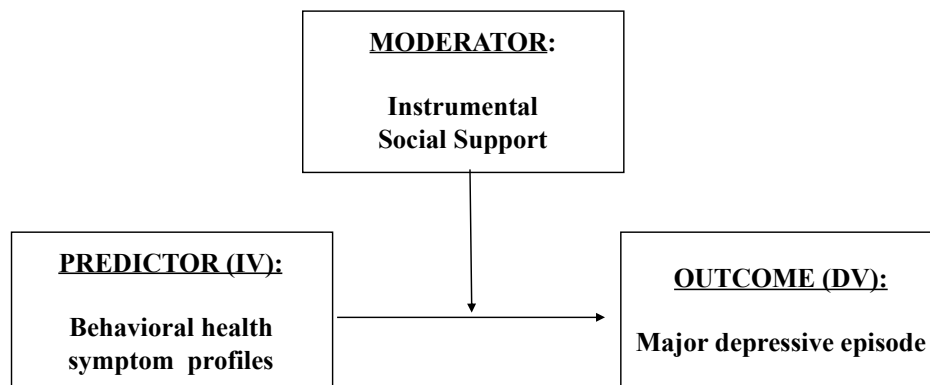 MODERATOR:
Instrumental
Social Support
PREDICTOR (IV):
Behavioral health
symptom profiles
OUTCOME (DV):
Major depressive episode